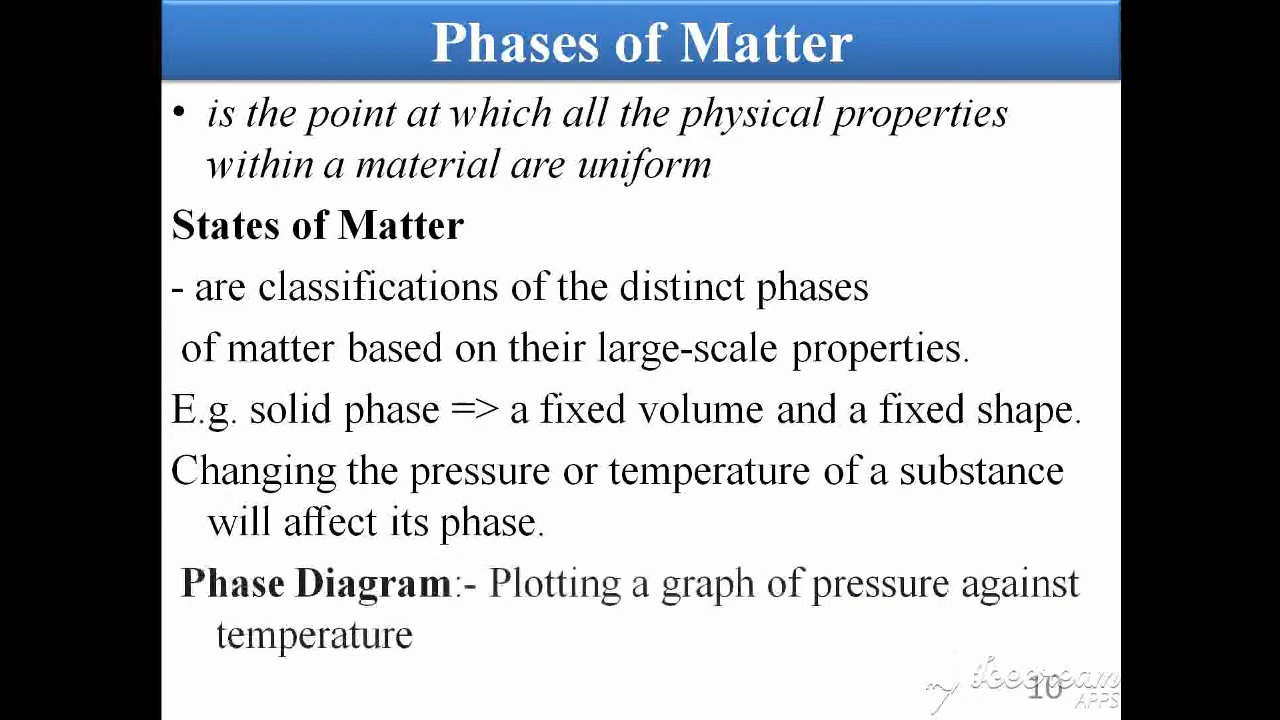 Phases of Matter
• is the point at which all the physical properties
within a material are uniform
States of Matter
- are classifications of the distinct phases
of matter based on their large-scale properties.
E.g. solid phase => a fixed volume and a fixed shape.
Changing the pressure or temperature of a substance
will affect its phase.
Phase Diagram:- Plotting a graph of pressure against
temperature
10
Icecream
APPS